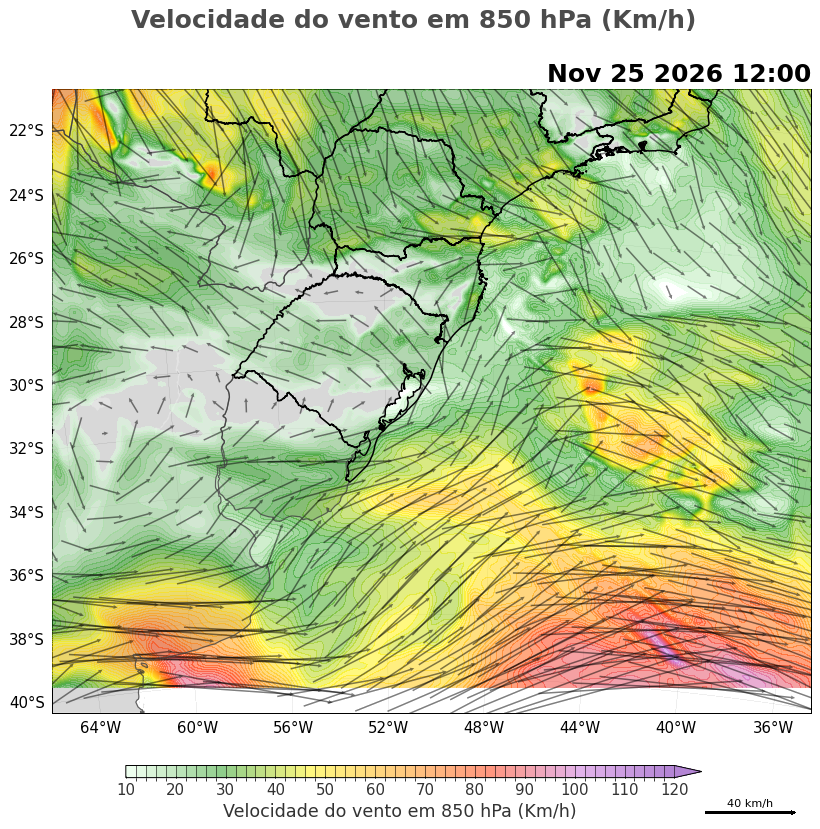 Velocidade do vento em 850 hPa (Km/h)
Nov 25 2026 12:00
22°S
24°S
26°S
28°S
30°S
32°S
34°S
36°S
38°S
40°S
64°W 60°W 56°W 52°W 48°W 44°W 40°W 36°W
10 20 30 40 50 60 70 80 90 100 110 120
Velocidade do vento em 850 hPa (Km/h)
40 km/h